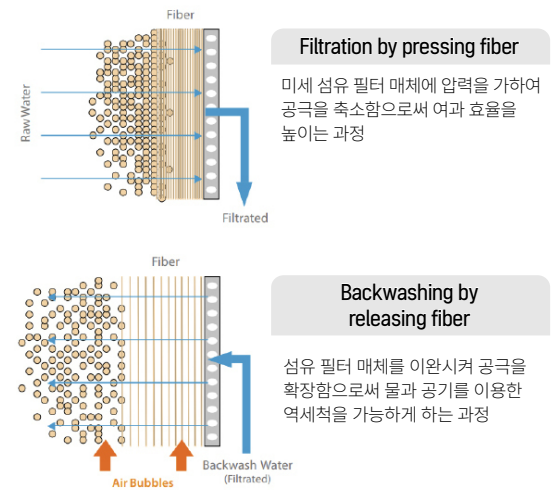 Fiber
Raw Water
Filtrated
Filtration by pressing fiber
미세 섬유 필터 매체에 압력을 가하여
공극을 축소함으로써 여과 효율을
높이는 과정
Fiber
Air Bubbles
Backwash Water
(Filtrated)
Backwashing by
releasing fiber
섬유 필터 매체를 이완시켜 공극을
확장함으로써 물과 공기를 이용한
역세척을 가능하게 하는 과정